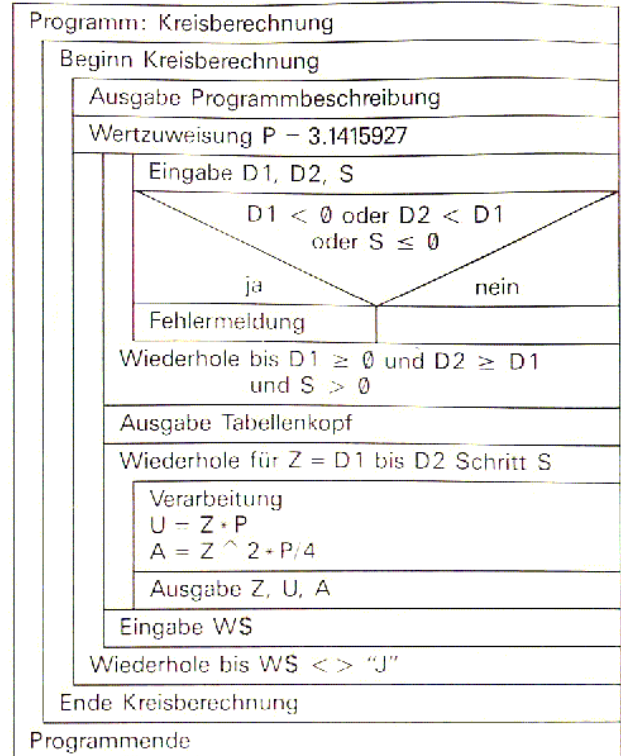 Programm: Kreisberechnung
Beginn Kreisberechnung
Ausgabe Programmbeschreibung
Wertzuweisung P = 3.1415927
Eingabe D1, D2, S
D1 < 0 oder D2 < D1
oder S ≤ 0
ja
nein
Fehlermeldung
Wiederhole bis D1 ≥ 0 und D2 ≥ D1
und S > 0
Ausgabe Tabellenkopf
Wiederhole für Z = D1 bis D2 Schritt S
Verarbeitung
U = Z * P
A = Z ^ 2 * P/4
Ausgabe Z, U, A
Eingabe WS
Wiederhole bis WS < > "J"
Ende Kreisberechnung
Programmende